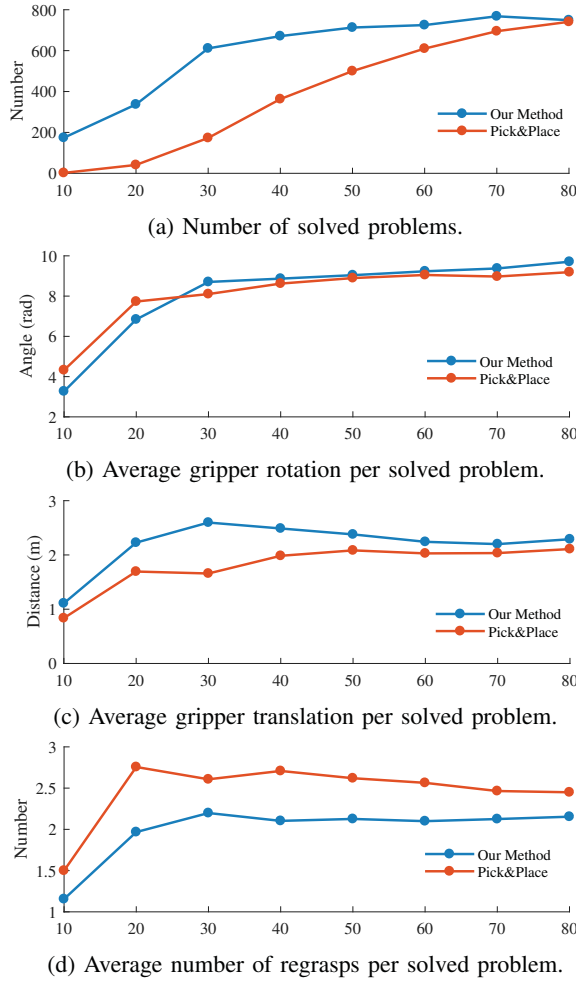 800
600
400
200
0
Number
Our Method
Pick&Place
10 20 30 40 50 60 70 80
(a) Number of solved problems.
10
8
6
4
2
Angle (rad)
Our Method
Pick&Place
10 20 30 40 50 60 70 80
(b) Average gripper rotation per solved problem.
3
2
1
0
Distance (m)
Our Method
Pick&Place
10 20 30 40 50 60 70 80
(c) Average gripper translation per solved problem.
3
2.5
2
1.5
1
Number
Our Method
Pick&Place
10 20 30 40 50 60 70 80
(d) Average number of regrasps per solved problem.